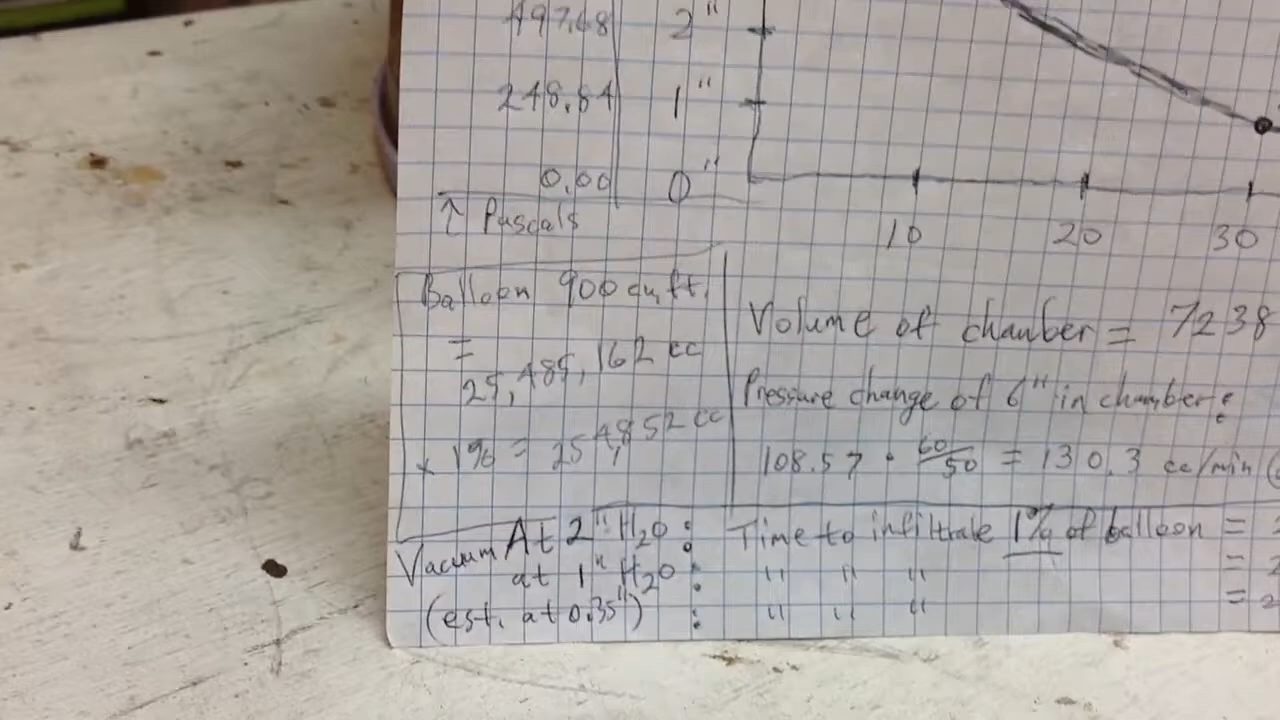 497.68 2"
248.84 1"
0.00 0"
↑ Pascals
10 20 30
Balloon 900 cu. ft.
=
25,485,162 cc
x 1% = 254,852 cc
Volume of chamber = 7238
Pressure change of 6" in chamber:
108.57 · 60/50 = 130.3 cc/min
Vacuum At 2" H2O : Time to infiltrate 1% of balloon =
at 1" H2O : " " " =
(est. at 0.35") : " " " =